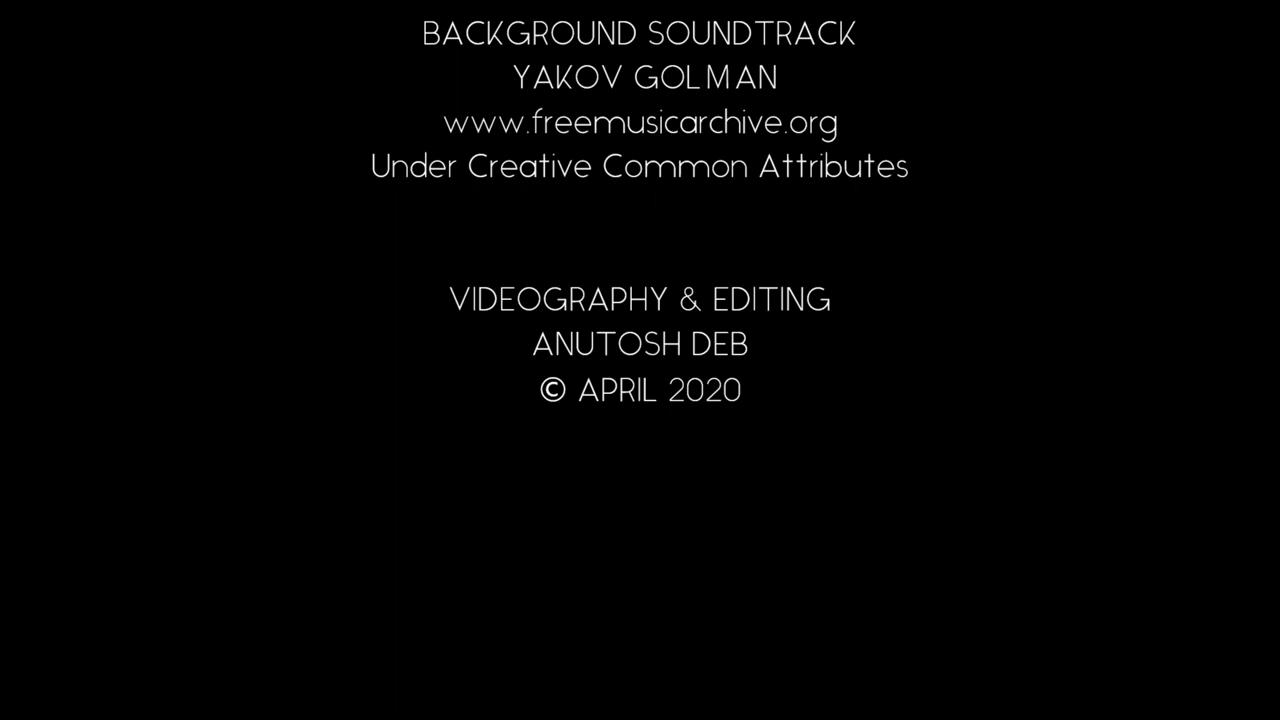 BACKGROUND SOUNDTRACK
YAKOV GOLMAN
www.freemusicarchive.org
Under Creative Common Attributes
VIDEOGRAPHY & EDITING
ANUTOSH DEB
© APRIL 2020